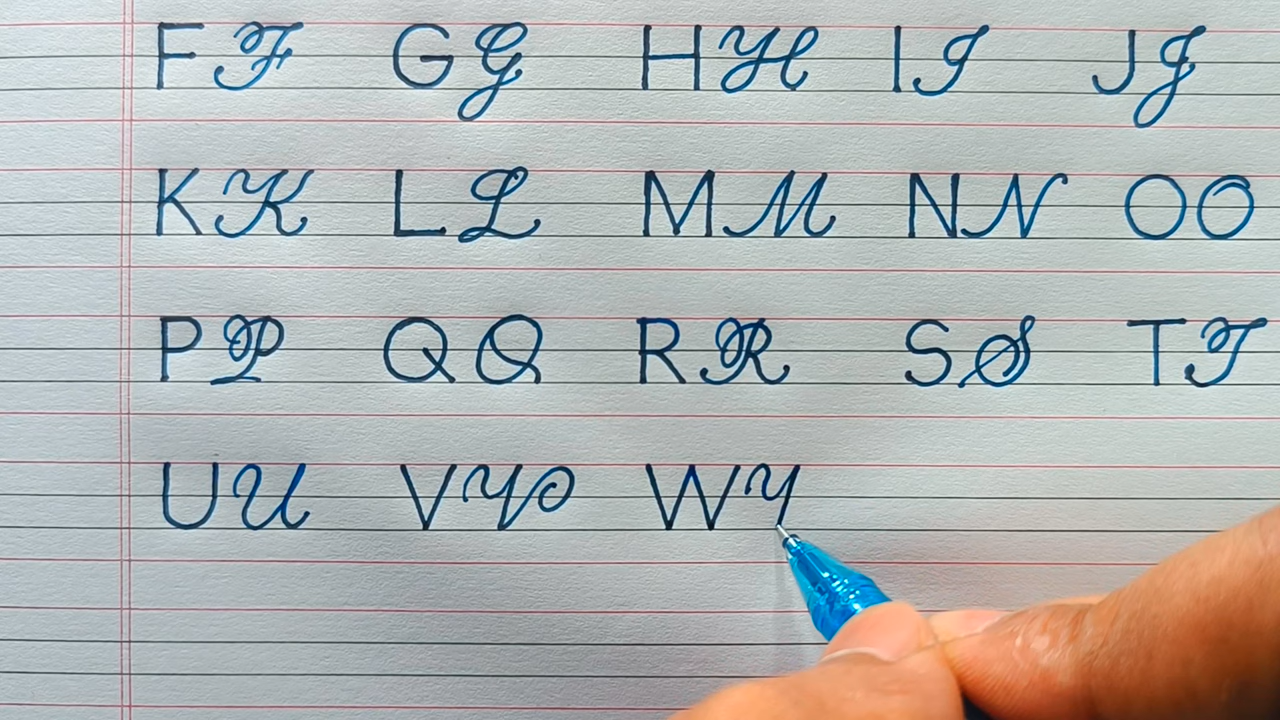 F F G G H H I I J J
K K L L M M N N O O
P P Q Q R R S S T T
U U V V W